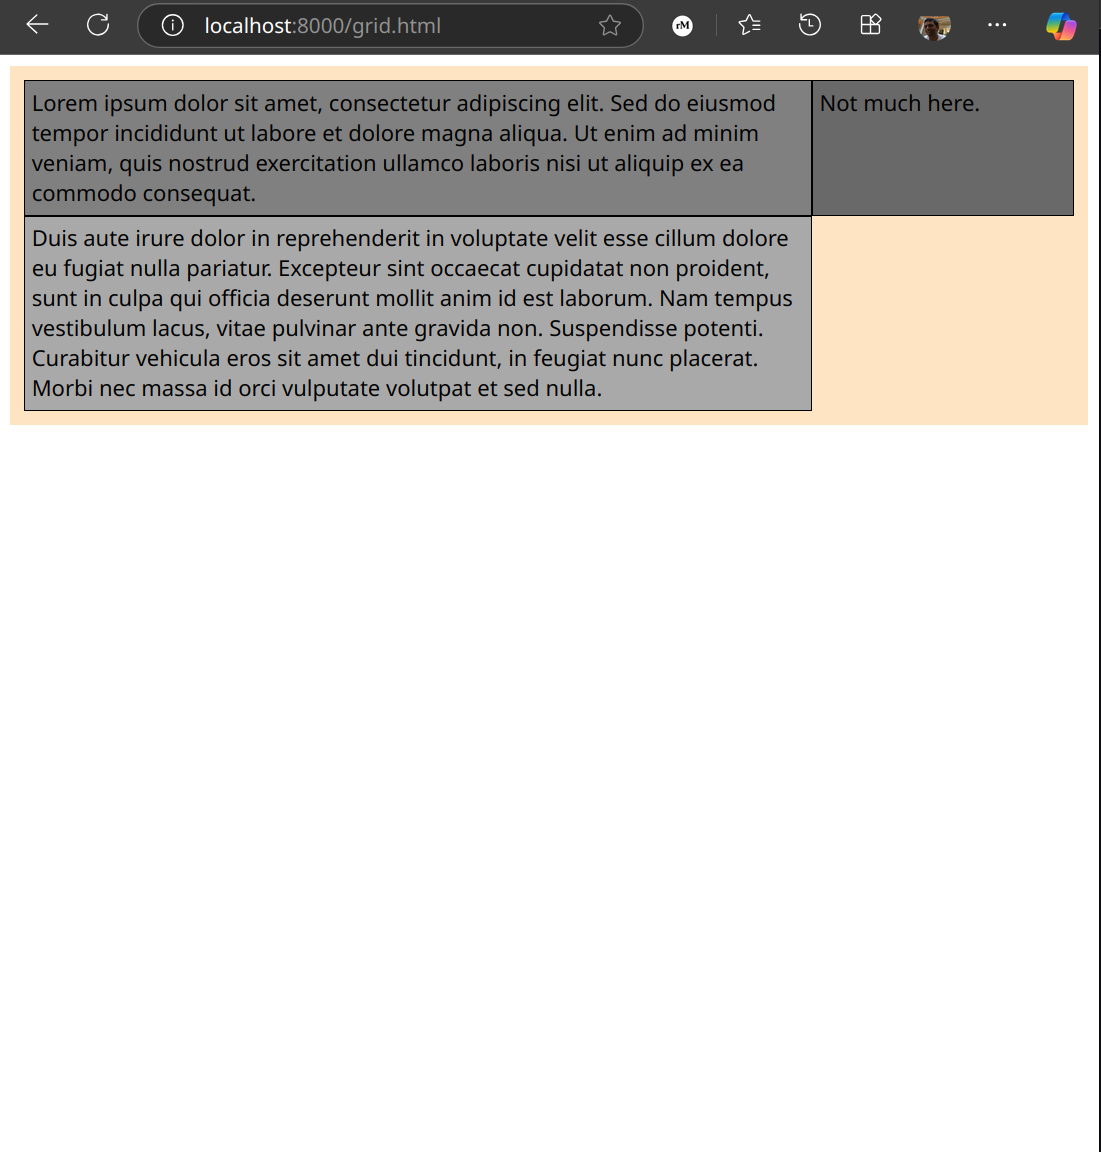 localhost:8000/grid.html
rM
Lorem ipsum dolor sit amet, consectetur adipiscing elit. Sed do eiusmod
tempor incididunt ut labore et dolore magna aliqua. Ut enim ad minim
veniam, quis nostrud exercitation ullamco laboris nisi ut aliquip ex ea
commodo consequat.
Not much here.
Duis aute irure dolor in reprehenderit in voluptate velit esse cillum dolore
eu fugiat nulla pariatur. Excepteur sint occaecat cupidatat non proident,
sunt in culpa qui officia deserunt mollit anim id est laborum. Nam tempus
vestibulum lacus, vitae pulvinar ante gravida non. Suspendisse potenti.
Curabitur vehicula eros sit amet dui tincidunt, in feugiat nunc placerat.
Morbi nec massa id orci vulputate volutpat et sed nulla.